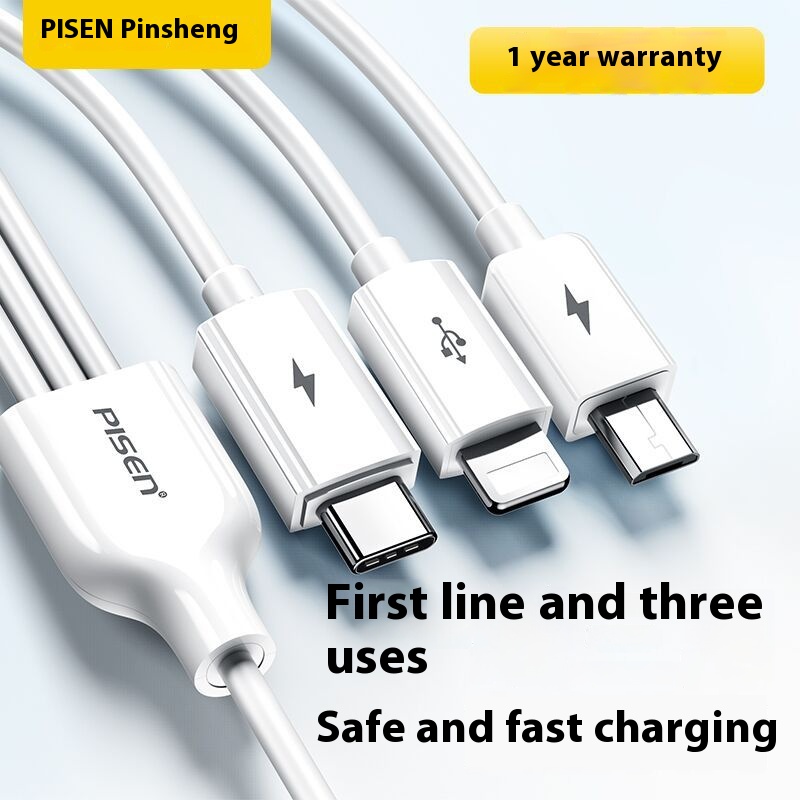 PISEN Pinsheng
1 year warranty
PISEN®
First line and three
uses
Safe and fast charging